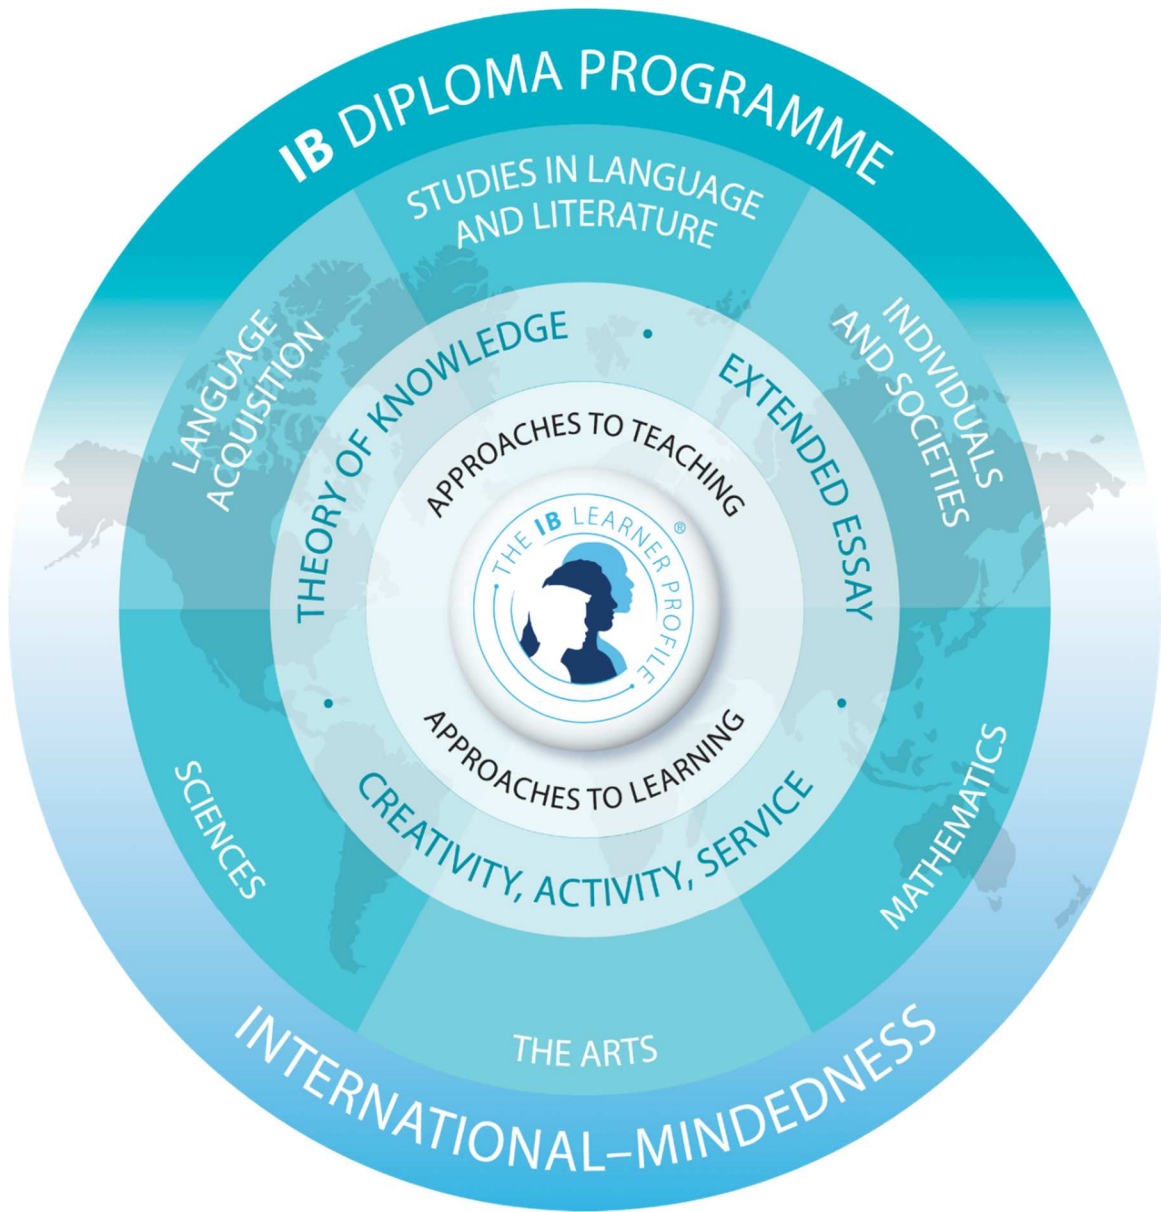 IB DIPLOMA PROGRAMME
STUDIES IN LANGUAGE
AND LITERATURE
LANGUAGE
ACQUISITION
INDIVIDUALS
AND SOCIETIES
THEORY OF KNOWLEDGE
•
EXTENDED ESSAY
APPROACHES TO TEACHING
THE IB LEARNER PROFILE
®
APPROACHES TO LEARNING
•
CREATIVITY, ACTIVITY, SERVICE
•
SCIENCES
MATHEMATICS
THE ARTS
INTERNATIONAL–MINDEDNESS